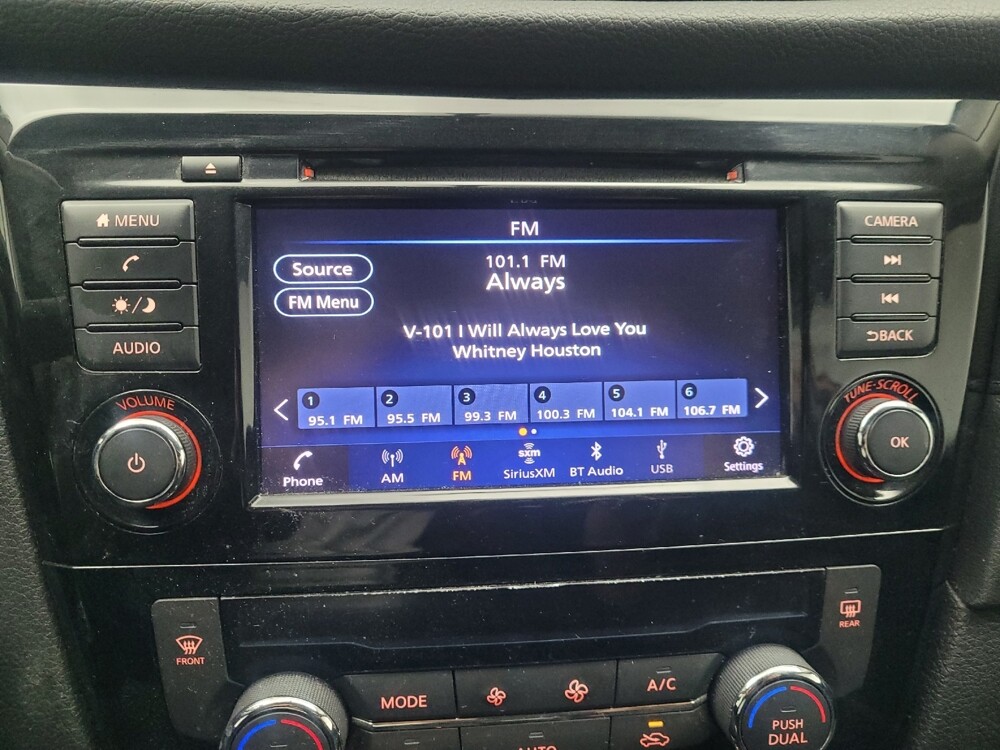 MENU
AUDIO
VOLUME
FM
Source
FM Menu
101.1 FM
Always
V-101 I Will Always Love You
Whitney Houston
1 2 3 4 5 6
95.1 FM 95.5 FM 99.3 FM 100.3 FM 104.1 FM 106.7 FM
sxm
Phone AM FM SiriusXM BT Audio USB Settings
CAMERA
BACK
TUNE·SCROLL
OK
FRONT
REAR
MODE
A/C
PUSH
DUAL
AUTO